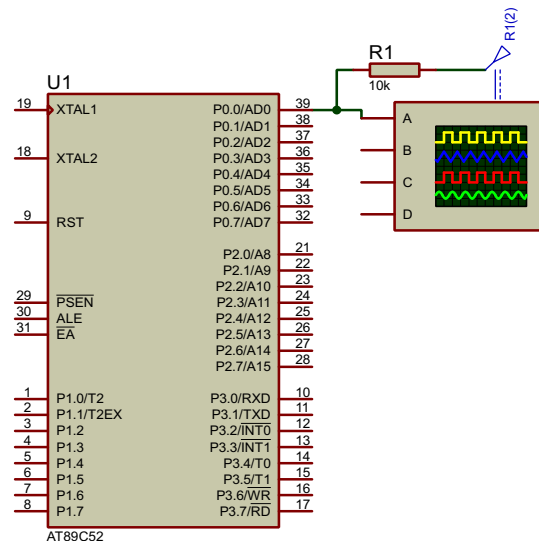 R1(2)
R1
10k
U1
19 XTAL1 P0.0/AD0 39 A
P0.1/AD1 38
P0.2/AD2 37 B
18 XTAL2 P0.3/AD3 36
P0.4/AD4 35 C
P0.5/AD5 34
P0.6/AD6 33 D
9 RST P0.7/AD7 32
P2.0/A8 21
P2.1/A9 22
P2.2/A10 23
29 PSEN P2.3/A11 24
30 ALE P2.4/A12 25
31 EA P2.5/A13 26
P2.6/A14 27
P2.7/A15 28
1 P1.0/T2 P3.0/RXD 10
2 P1.1/T2EX P3.1/TXD 11
3 P1.2 P3.2/INT0 12
4 P1.3 P3.3/INT1 13
5 P1.4 P3.4/T0 14
6 P1.5 P3.5/T1 15
7 P1.6 P3.6/WR 16
8 P1.7 P3.7/RD 17
AT89C52